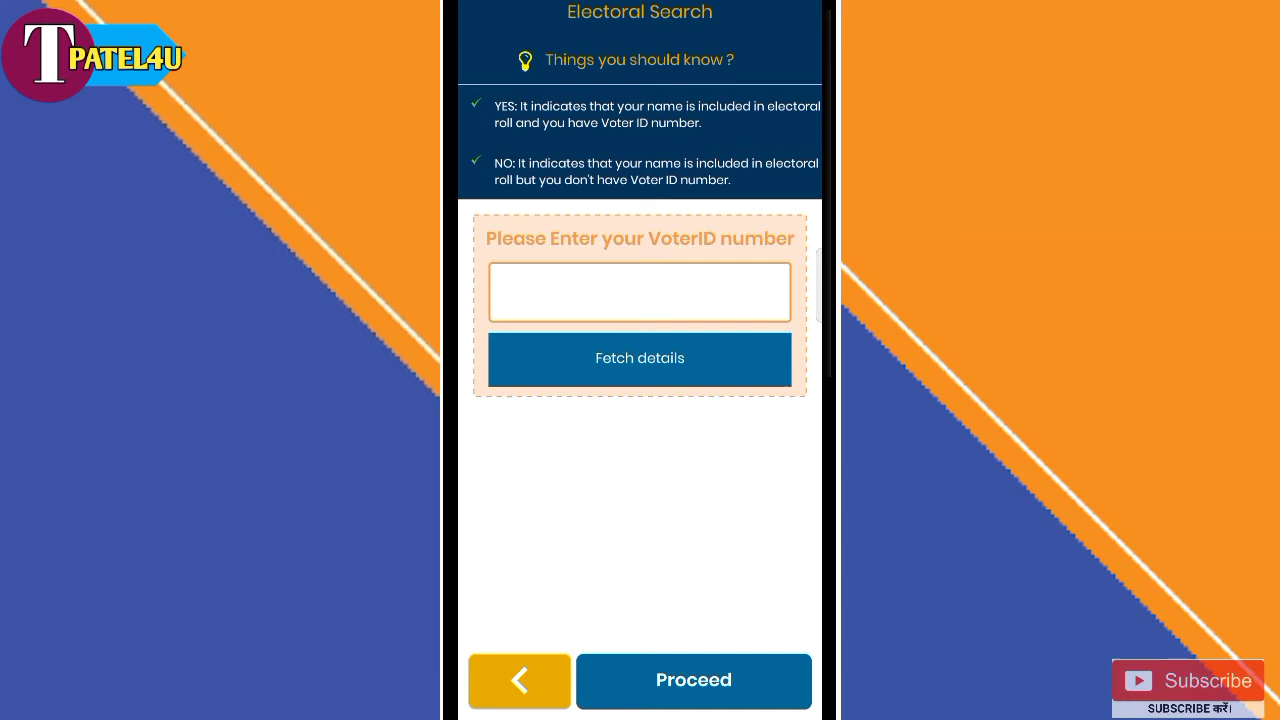 TPATEL4U
Electoral Search
Things you should know ?
YES: It indicates that your name is included in electoral
roll and you have Voter ID number.
NO: It indicates that your name is included in electoral
roll but you don't have Voter ID number.
Please Enter your VoterID number
Fetch details
Proceed
Subscribe
SUBSCRIBE करें।